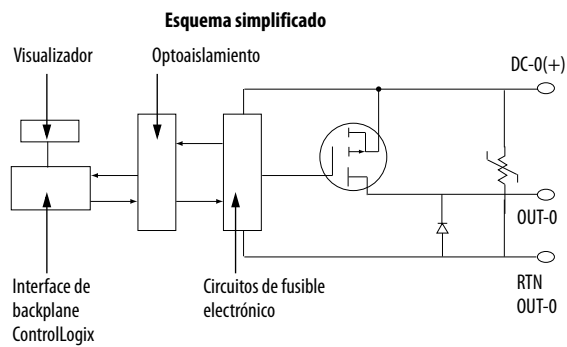 Esquema simplificado
Visualizador
Optoaislamiento
DC-0(+)
OUT-0
RTN
OUT-0
Interface de
backplane
ControlLogix
Circuitos de fusible
electrónico